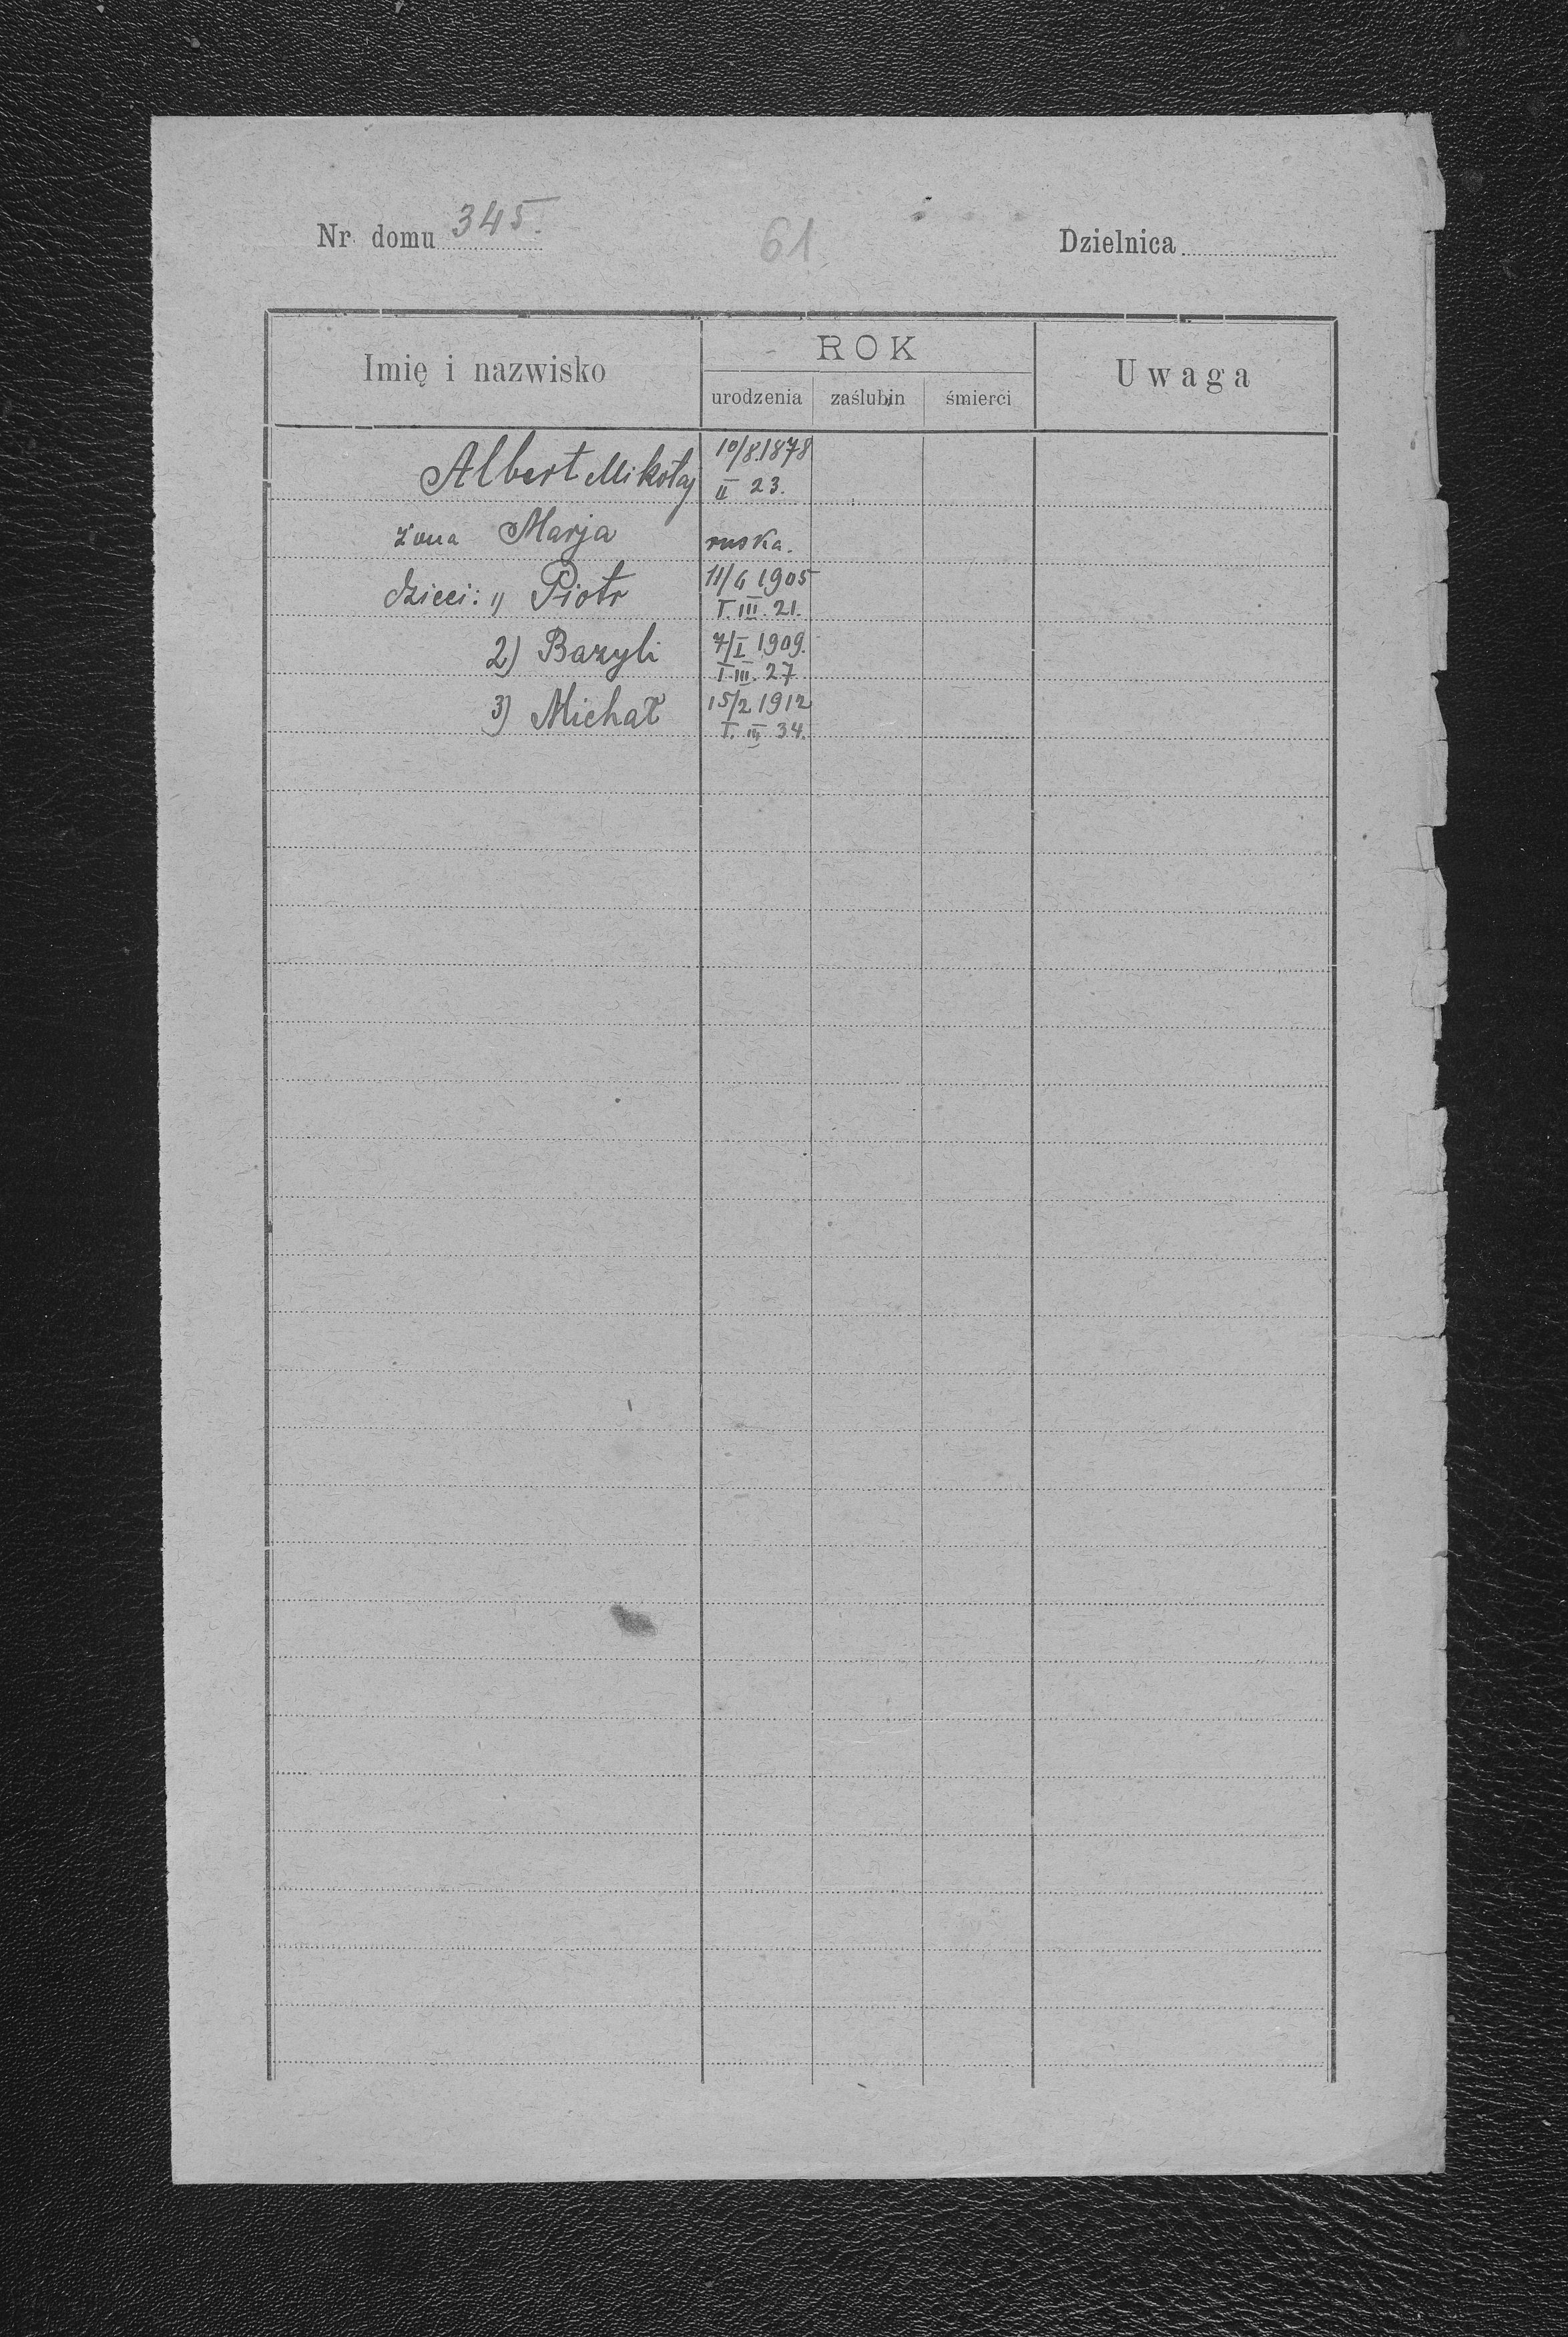 Nr. domu 345. 61. Dzielnica
Imię i nazwisko ROK Uwaga
urodzenia zaślubin śmierci
Albert Mikołaj 10/8.1878
II 23.
żona Marja ruska.
dzieci: 1) Piotr 11/6 1905
I. III. 21.
2) Bazyli 7/I 1909.
I. III. 27.
3) Michał 15/2 1912
I. III 34.